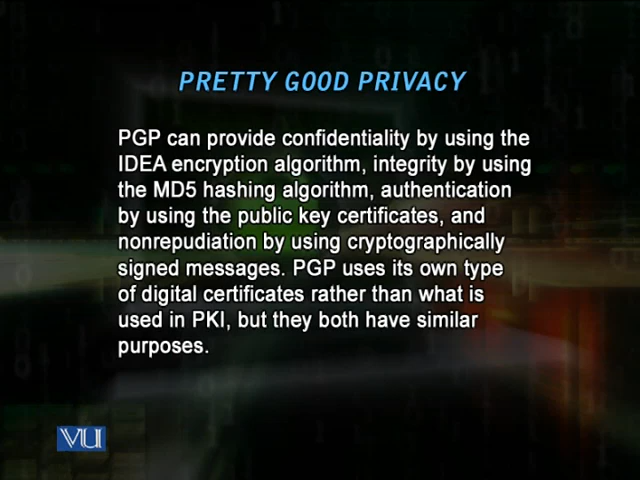 PRETTY GOOD PRIVACY
PGP can provide confidentiality by using the
IDEA encryption algorithm, integrity by using
the MD5 hashing algorithm, authentication
by using the public key certificates, and
nonrepudiation by using cryptographically
signed messages. PGP uses its own type
of digital certificates rather than what is
used in PKI, but they both have similar
purposes.
VU